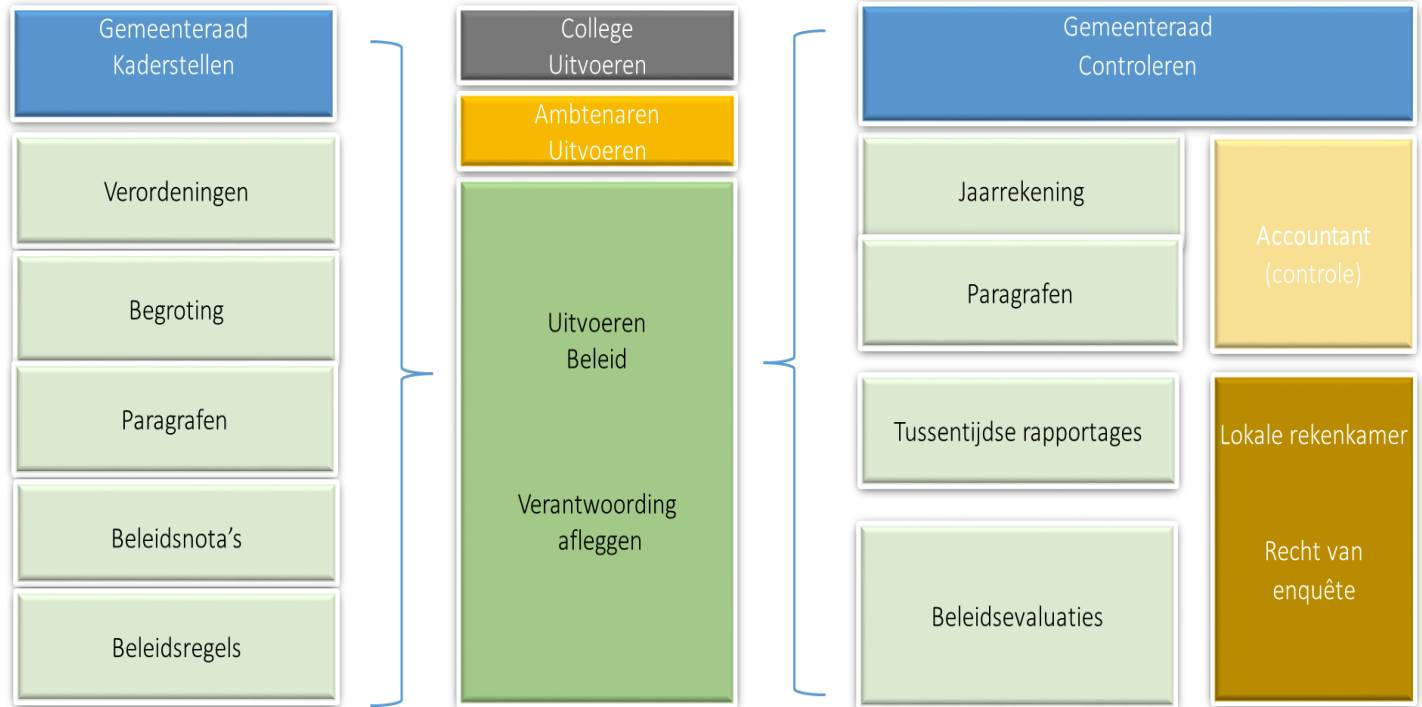 Gemeenteraad
Kaderstellen
Verordeningen
Begroting
Paragrafen
Beleidsnota’s
Beleidsregels
College
Uitvoeren
Ambtenaren
Uitvoeren
Uitvoeren
Beleid
Verantwoording
afleggen
Gemeenteraad
Controleren
Jaarrekening
Paragrafen
Tussentijdse rapportages
Beleidsevaluaties
Accountant
(controle)
Lokale rekenkamer
Recht van
enquête